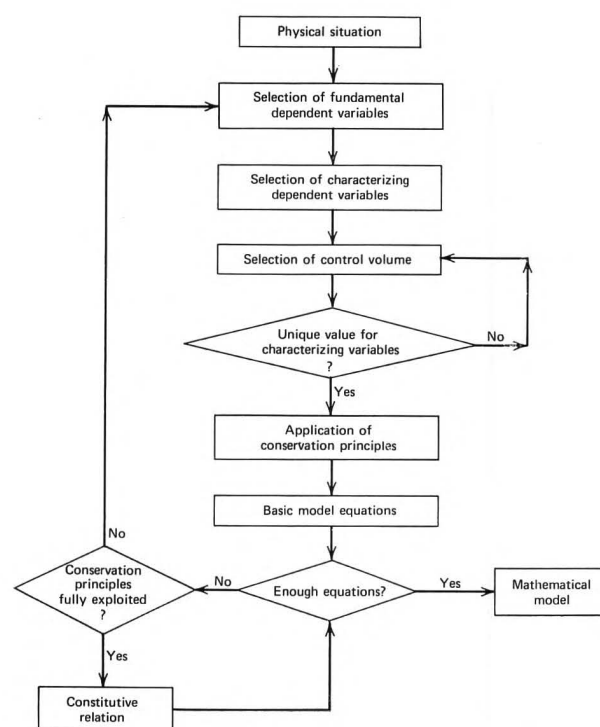 Physical situation
Selection of fundamental
dependent variables
Selection of characterizing
dependent variables
Selection of control volume
Unique value for
characterizing variables
?
No
Yes
Application of
conservation principles
Basic model equations
No
Conservation
principles
fully exploited
?
No
Enough equations?
Yes
Mathematical
model
Yes
Constitutive
relation